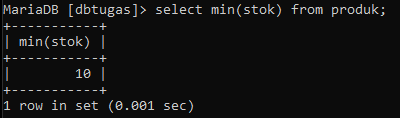 MariaDB [dbtugas]> select min(stok) from produk;
+-----------+
| min(stok) |
+-----------+
|        10 |
+-----------+
1 row in set (0.001 sec)